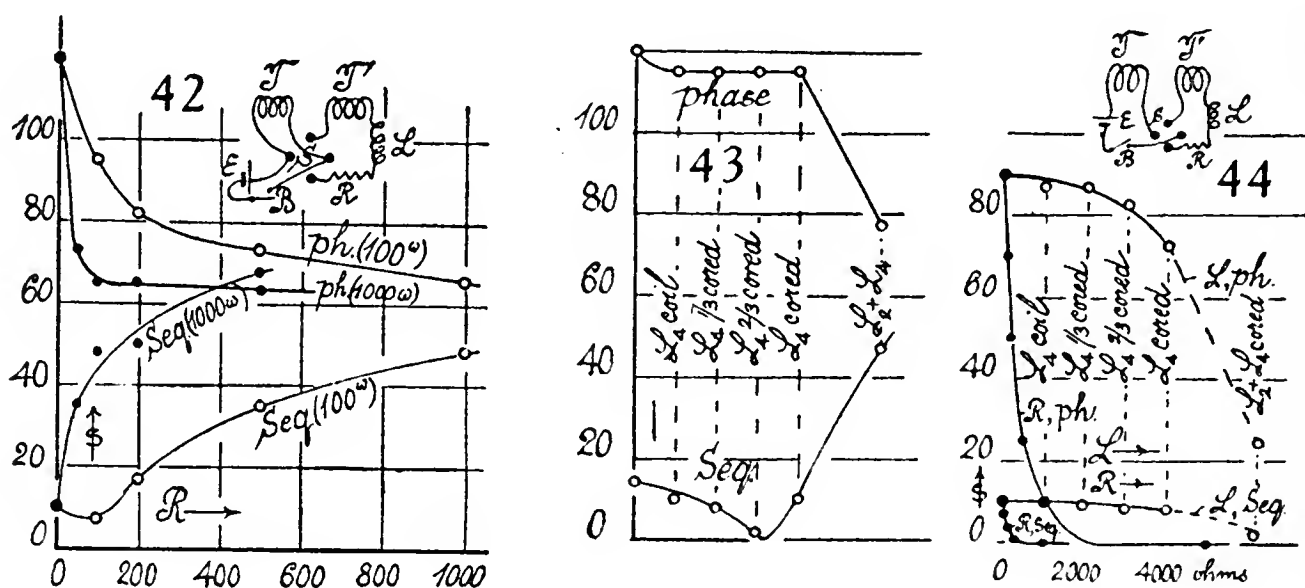 42
T T'
S
L
E
B R
100
80
60
40
20
0
ph.(100ω)
ph(1000ω)
Seq(1000ω)
Seq(100ω)
$
R →
0 200 400 600 800 1000
43
100
80
60
40
20
0
phase
L4 coil
L4 1/3 cored
L4 2/3 cored
L4 cored
L2 + L4
Seq.
44
T T'
E S L
B R
80
60
40
20
0
L, ph.
L4 coil
L4 1/3 cored
L4 2/3 cored
L4 cored
L2 + L4 cored
R, ph.
L →
R →
$
L, Seq.
R, Seq
0 2000 4000 ohms